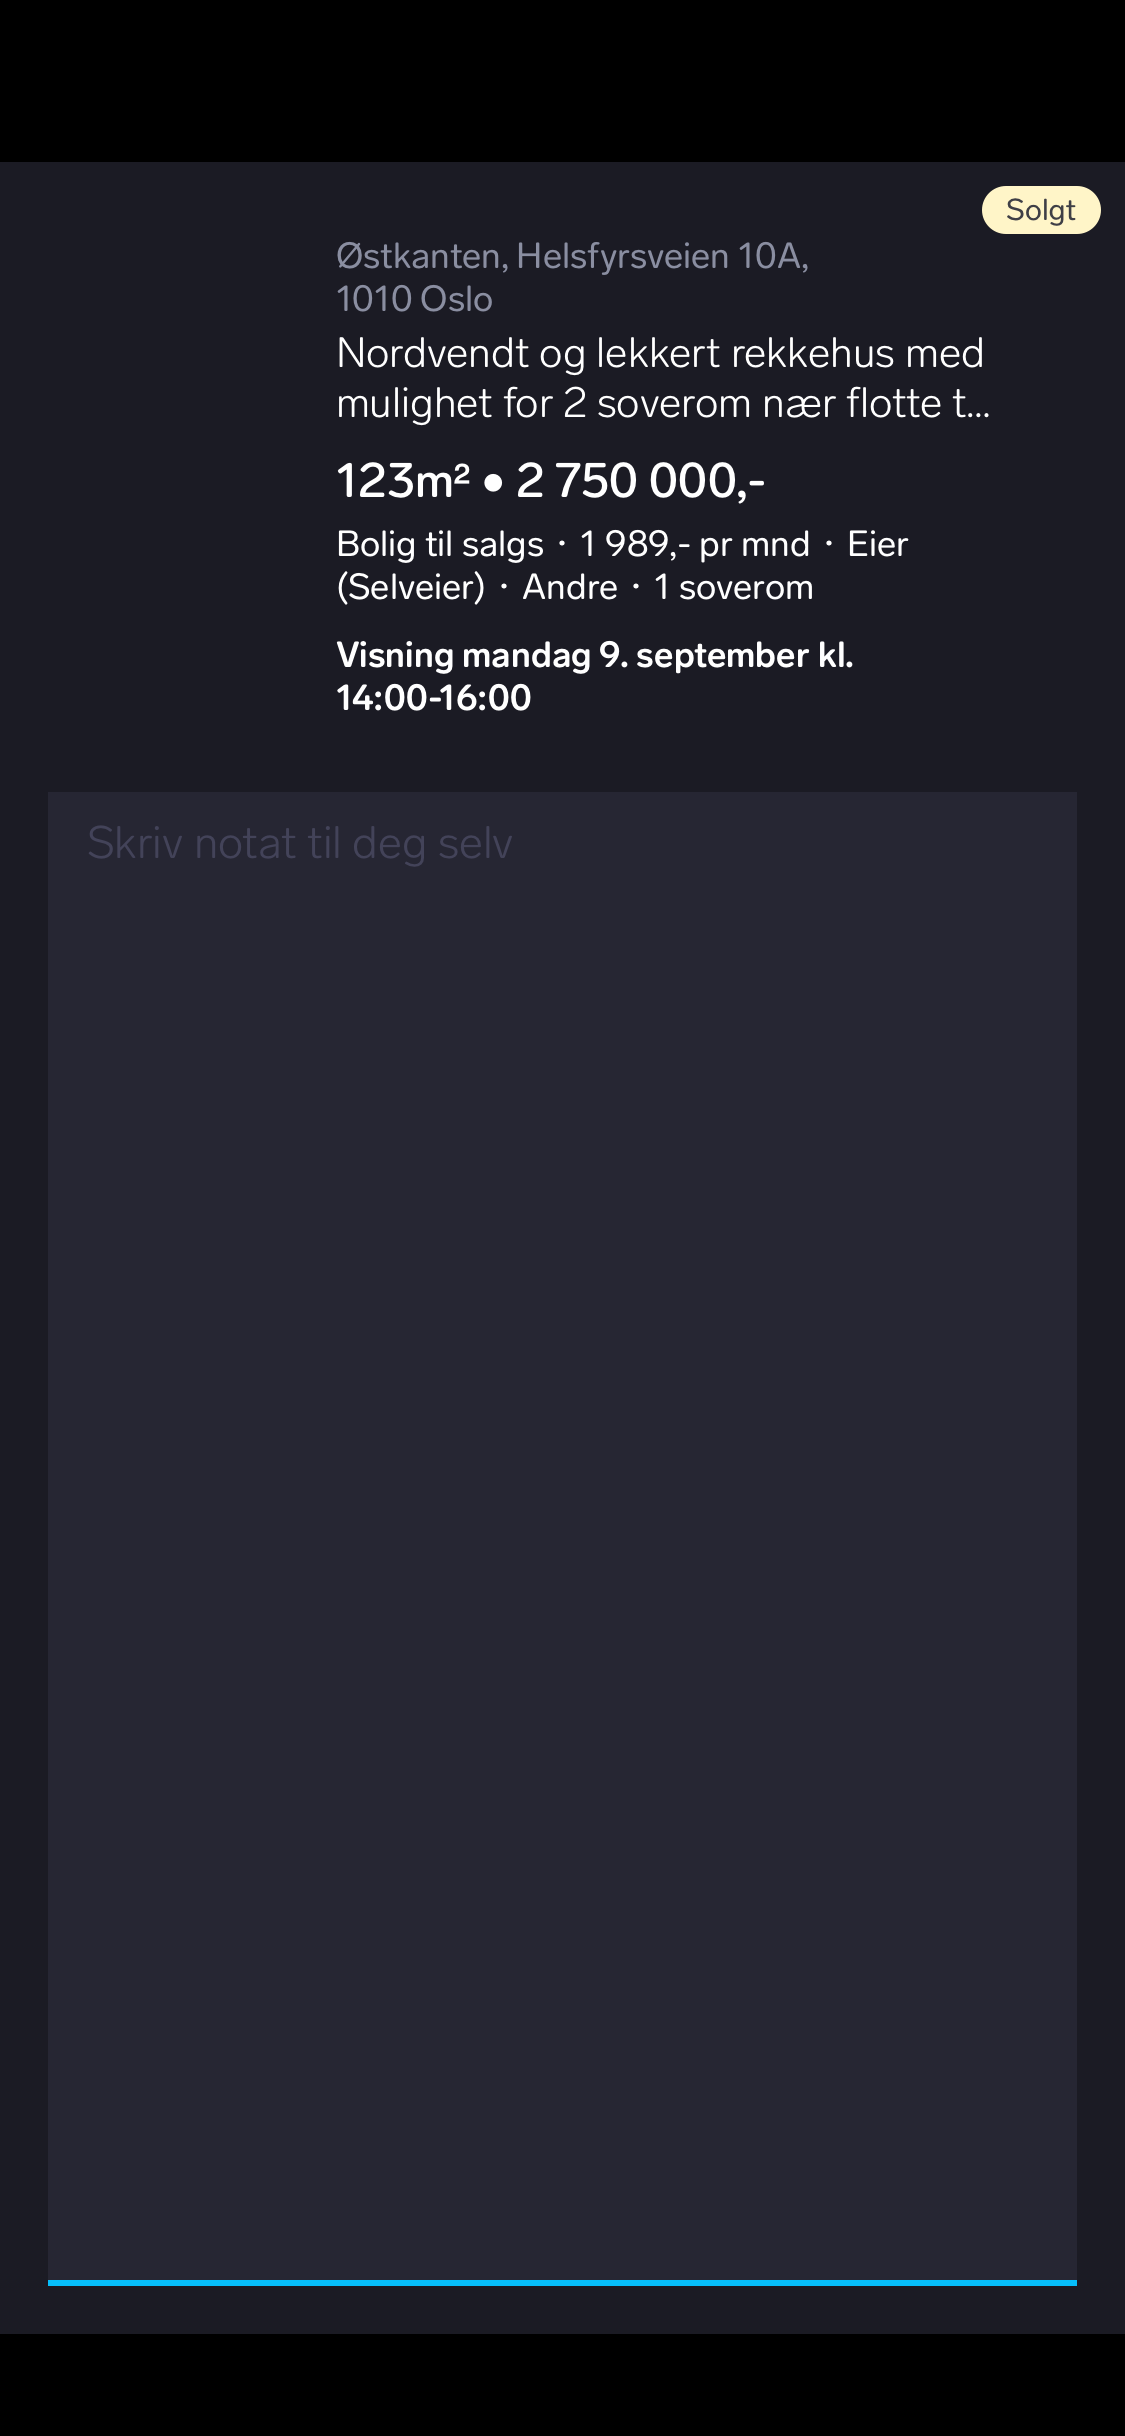 Solgt
Østkanten, Helsfyrsveien 10A,
1010 Oslo
Nordvendt og lekkert rekkehus med
mulighet for 2 soverom nær flotte t...
123m² • 2 750 000,-
Bolig til salgs · 1 989,- pr mnd · Eier
(Selveier) · Andre · 1 soverom
Visning mandag 9. september kl.
14:00-16:00
Skriv notat til deg selv